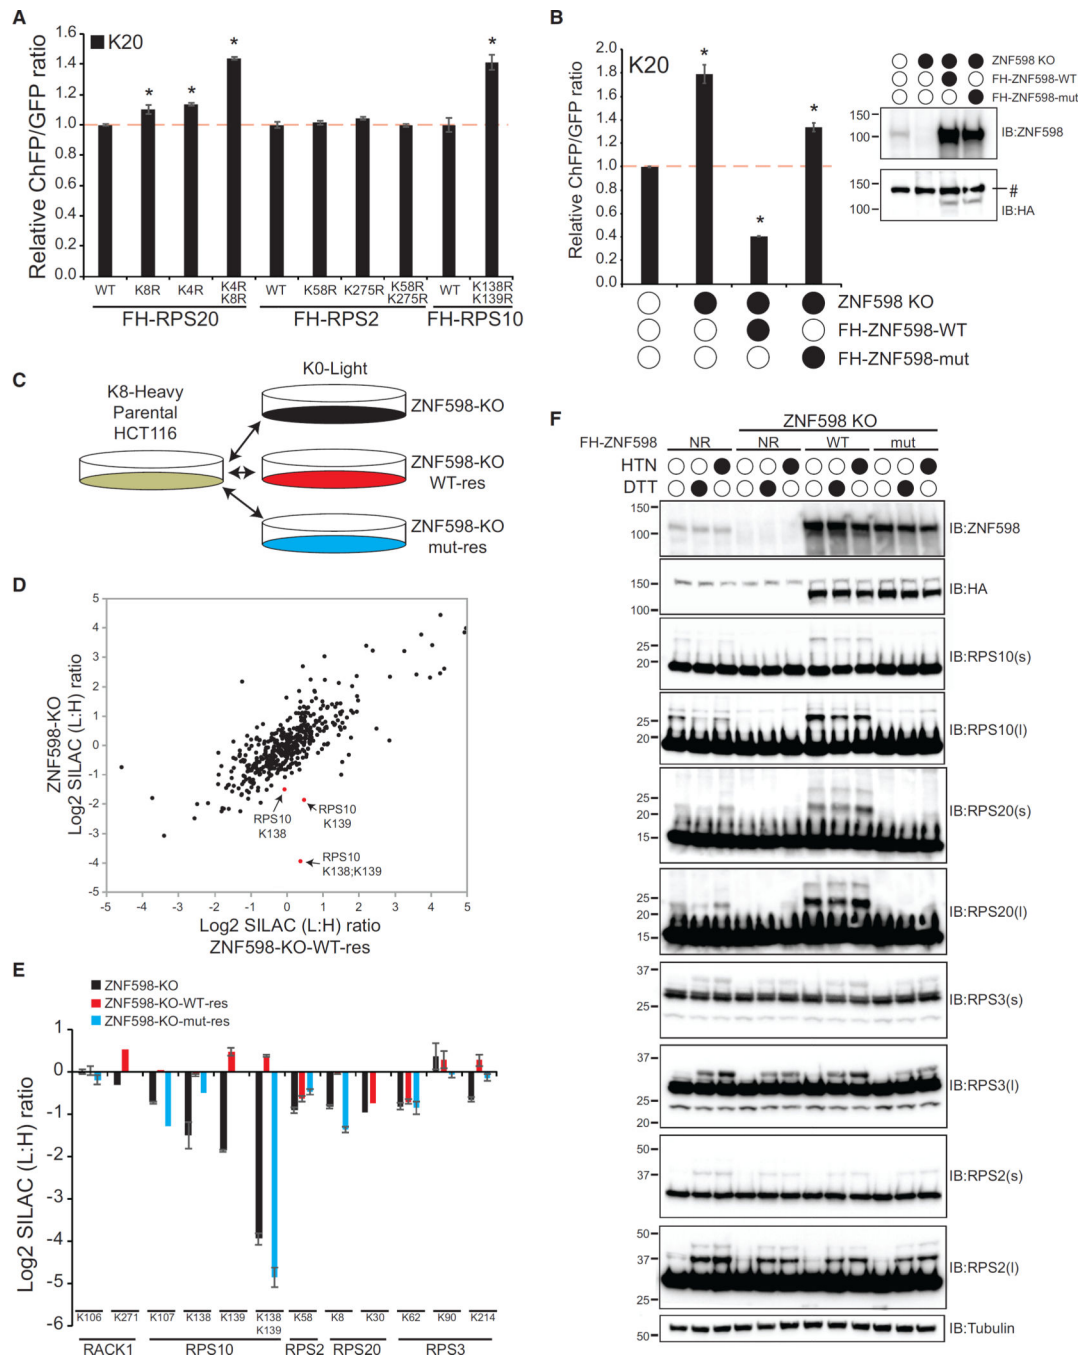 A
Relative ChFP/GFP ratio
1.6
1.4
1.2
1.0
0.8
0.6
0.4
0.2
0.0
K20
* * * *
WT K8R K4R K4R K8R WT K58R K275R K58R K275R WT K138R K139R
FH-RPS20 FH-RPS2 FH-RPS10
B
Relative ChFP/GFP ratio
2.0
1.8
1.6
1.4
1.2
1.0
0.8
0.6
0.4
0.2
0
K20
* * *
ZNF598 KO
FH-ZNF598-WT
FH-ZNF598-mut
ZNF598 KO
FH-ZNF598-WT
FH-ZNF598-mut
150
100
IB:ZNF598
150
100
#
IB:HA
C
K8-Heavy
Parental
HCT116
K0-Light
ZNF598-KO
ZNF598-KO
WT-res
ZNF598-KO
mut-res
D
ZNF598-KO
Log2 SILAC (L:H) ratio
5
4
3
2
1
0
-1
-2
-3
-4
-5
RPS10
K138
RPS10
K139
RPS10
K138;K139
-5 -4 -3 -2 -1 0 1 2 3 4 5
Log2 SILAC (L:H) ratio
ZNF598-KO-WT-res
E
ZNF598-KO
ZNF598-KO-WT-res
ZNF598-KO-mut-res
Log2 SILAC (L:H) ratio
1
0
-1
-2
-3
-4
-5
-6
K106 K271 K107 K138 K139 K138 K139 K58 K8 K30 K62 K90 K214
RACK1 RPS10 RPS2 RPS20 RPS3
F
ZNF598 KO
FH-ZNF598 NR NR WT mut
HTN
DTT
150
100
IB:ZNF598
150
100
IB:HA
25
20
IB:RPS10(s)
20
IB:RPS10(l)
25
20
15
IB:RPS20(s)
25
20
15
IB:RPS20(l)
37
25
IB:RPS3(s)
37
25
20
IB:RPS3(l)
50
37
IB:RPS2(s)
50
37
25
IB:RPS2(l)
50
IB:Tubulin